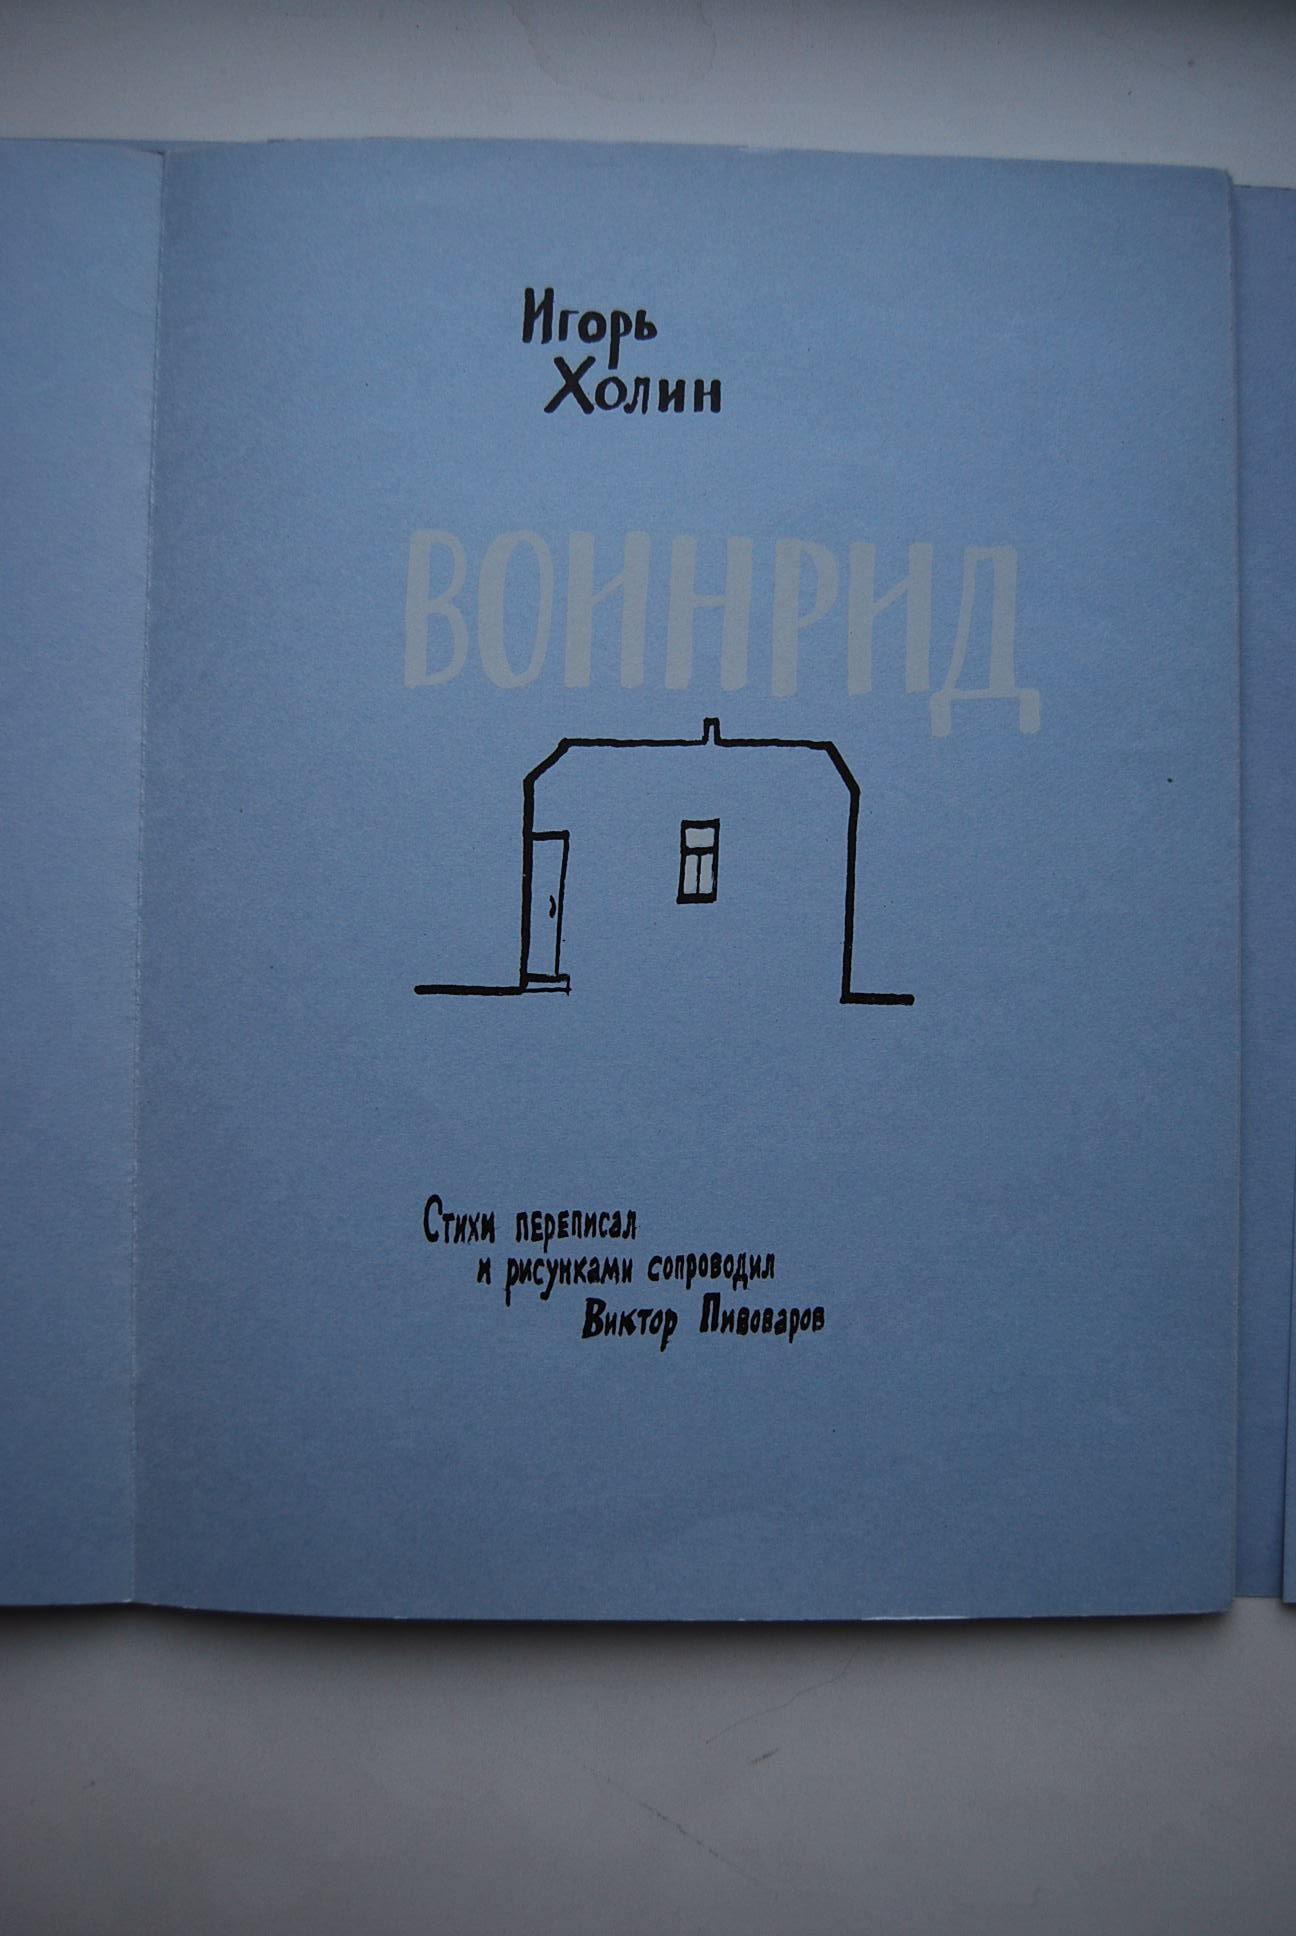 Игорь
Холин
ВОИНРИД
Стихи переписал
и рисунками сопроводил
Виктор Пивоваров